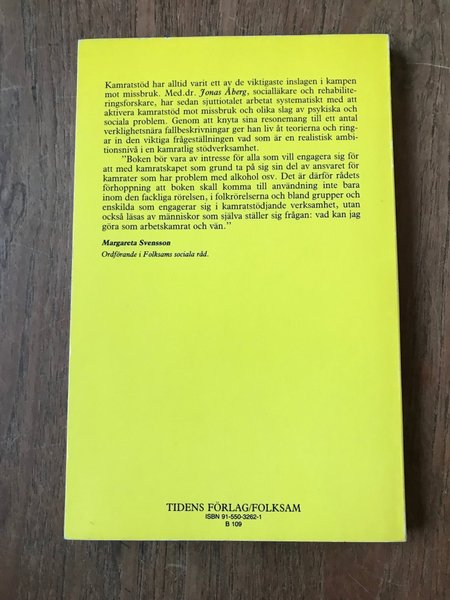 Kamratstöd har alltid varit ett av de viktigaste inslagen i kampen
mot missbruk. Med.dr. Jonas Åberg, socialläkare och rehabilite-
ringsforskare, har sedan sjuttiotalet arbetat systematiskt med att
aktivera kamratstöd mot missbruk och olika slag av psykiska och
sociala problem. Genom att knyta sina resonemang till ett antal
verklighetsnära fallbeskrivningar ger han liv åt teorierna och ring-
ar in den viktiga frågeställningen vad som är en realistisk ambi-
tionsnivå i en kamratlig stödverksamhet.
"Boken bör vara av intresse för alla som vill engagera sig för
att med kamratskapet som grund ta på sig sin del av ansvaret för
kamrater som har problem med alkohol osv. Det är därför rådets
förhoppning att boken skall komma till användning inte bara
inom den fackliga rörelsen, i folkrörelserna och bland grupper och
enskilda som engagerar sig i kamratstödjande verksamhet, utan
också läsas av människor som själva ställer sig frågan: vad kan jag
göra som arbetskamrat och vän."
Margareta Svensson
Ordförande i Folksams sociala råd.
TIDENS FÖRLAG/FOLKSAM
ISBN 91-550-3262-1
B 109